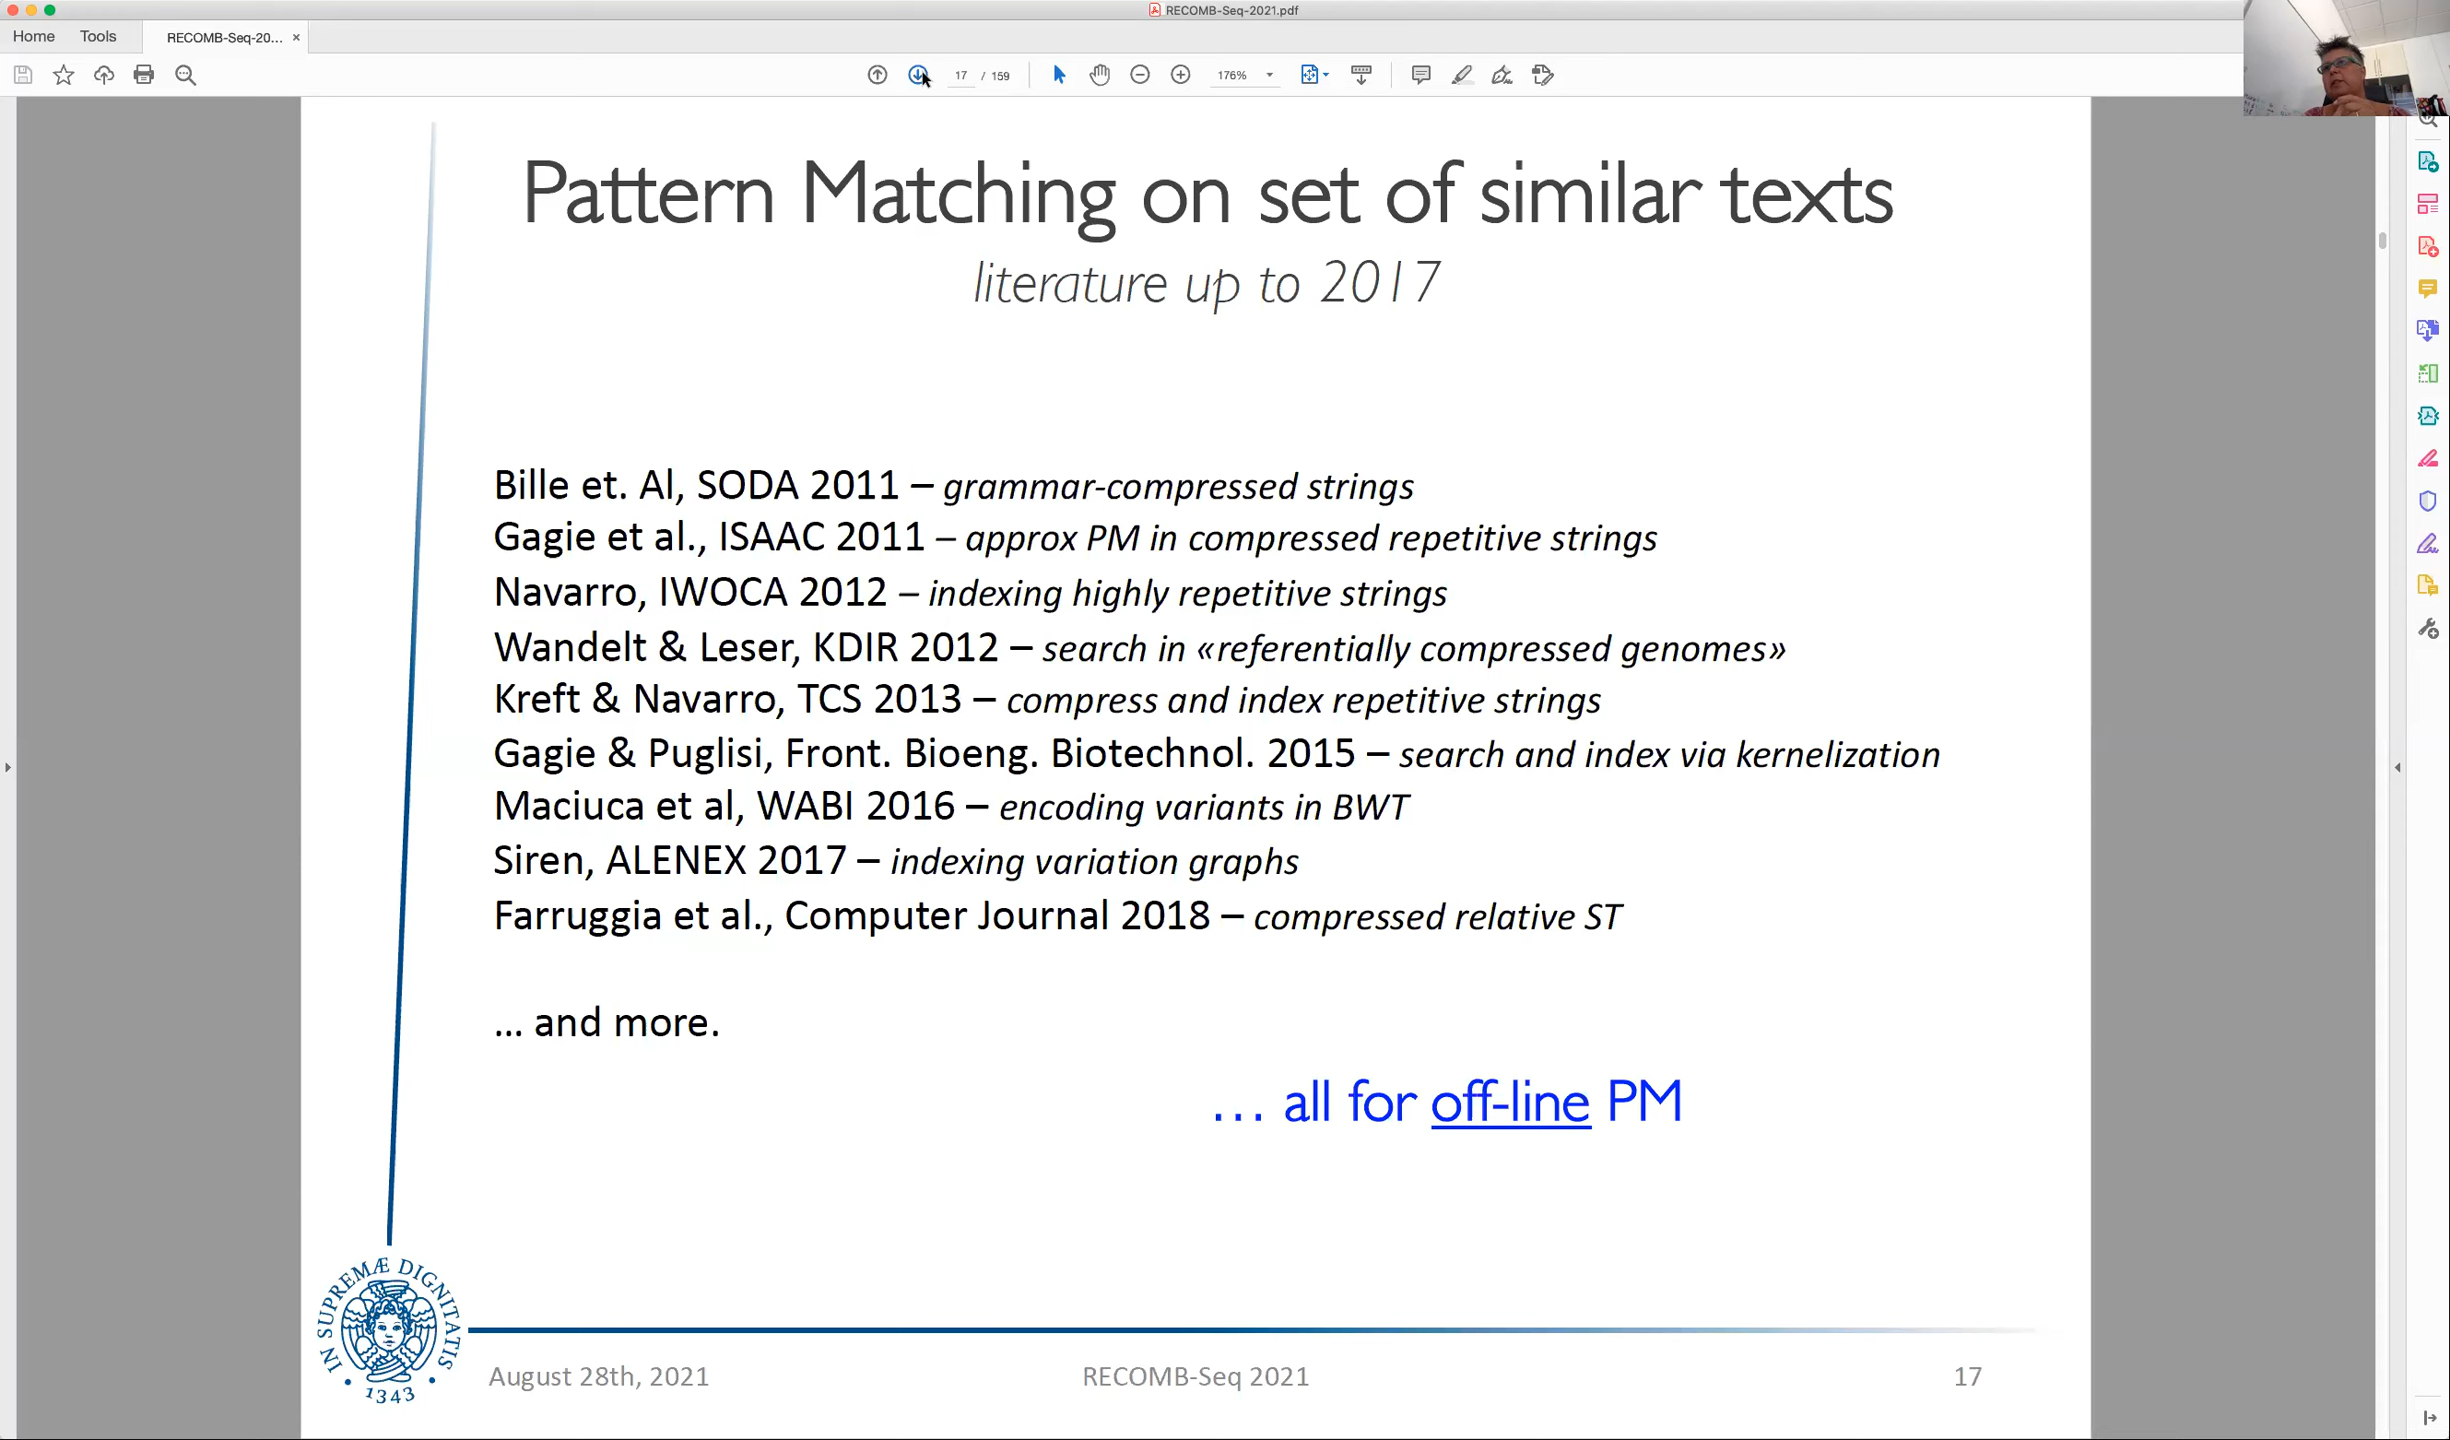 RECOMB-Seq-2021.pdf
Home Tools RECOMB-Seq-20... ×
17 / 159 176%
Pattern Matching on set of similar texts
literature up to 2017
Bille et. Al, SODA 2011 – grammar-compressed strings
Gagie et al., ISAAC 2011 – approx PM in compressed repetitive strings
Navarro, IWOCA 2012 – indexing highly repetitive strings
Wandelt & Leser, KDIR 2012 – search in «referentially compressed genomes»
Kreft & Navarro, TCS 2013 – compress and index repetitive strings
Gagie & Puglisi, Front. Bioeng. Biotechnol. 2015 – search and index via kernelization
Maciuca et al, WABI 2016 – encoding variants in BWT
Siren, ALENEX 2017 – indexing variation graphs
Farruggia et al., Computer Journal 2018 – compressed relative ST
... and more.
... all for off-line PM
IN SUPREMÆ DIGNITATIS
· 1343 ·
August 28th, 2021 RECOMB-Seq 2021 17